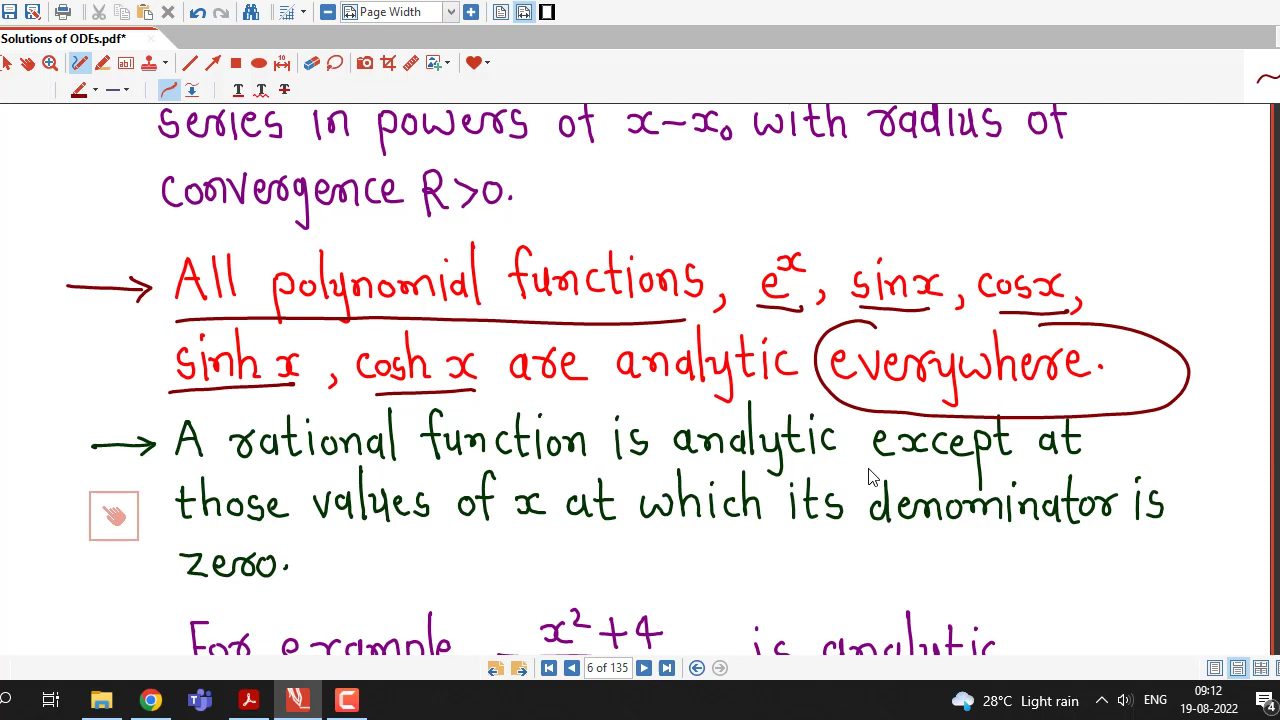 Page Width
Solutions of ODEs.pdf*
series in powers of x-x₀ with radius of
convergence R>0.
All polynomial functions, eˣ, sinx, cosx,
sinh x, cosh x are analytic everywhere.
A rational function is analytic except at
those values of x at which its denominator is
zero.
For example x²+4 is analytic
6 of 135
28°C Light rain
ENG
09:12
19-08-2022
4